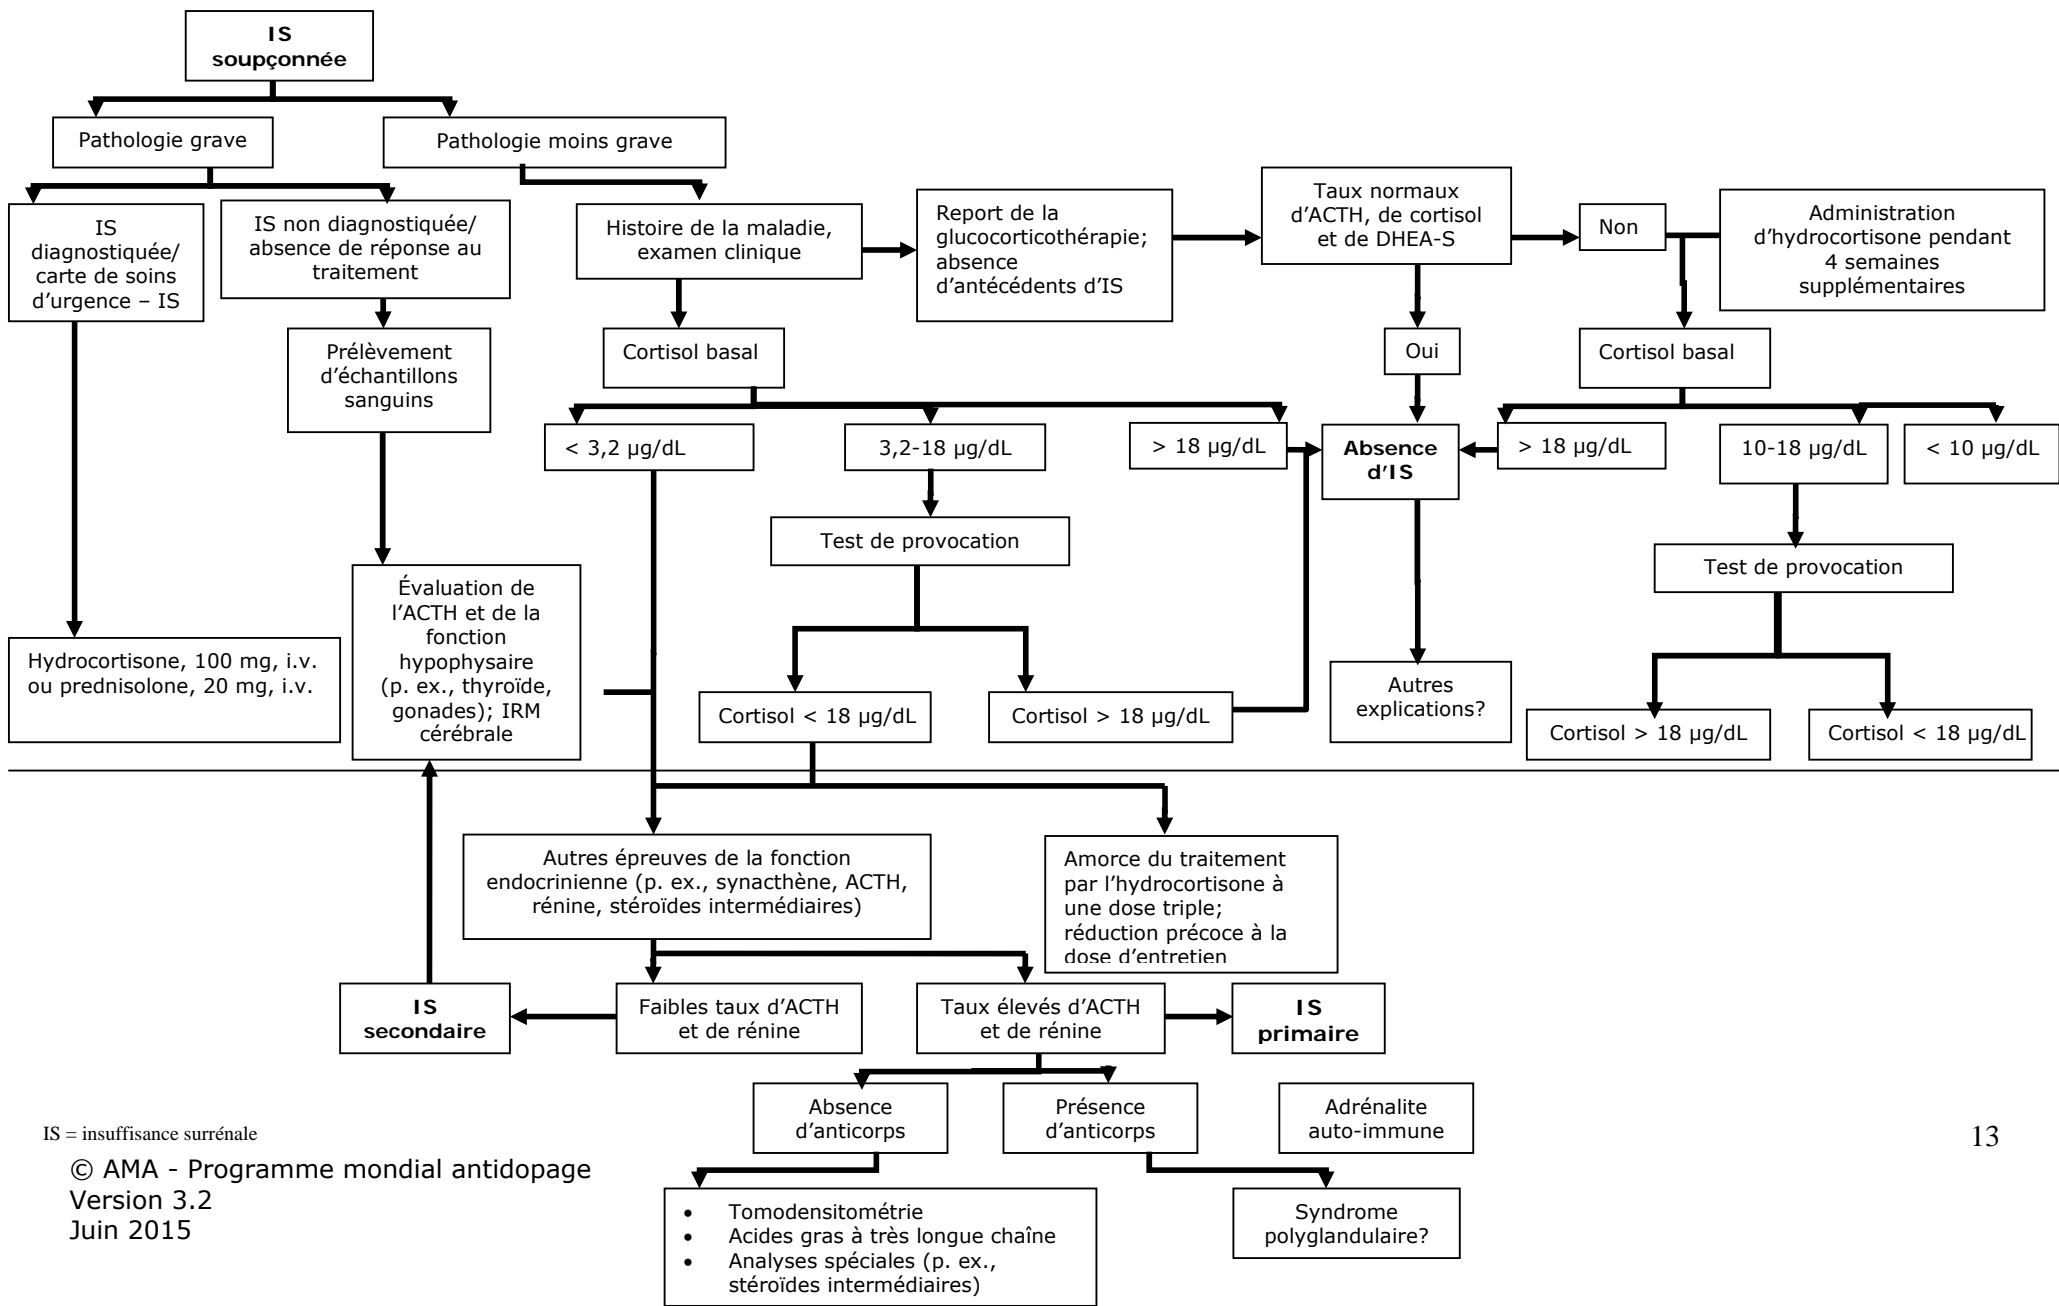 IS
soupçonnée
Pathologie grave
Pathologie moins grave
IS
diagnostiquée/
carte de soins
d'urgence – IS
IS non diagnostiquée/
absence de réponse au
traitement
Histoire de la maladie,
examen clinique
Report de la
glucocorticothérapie;
absence
d'antécédents d'IS
Taux normaux
d'ACTH, de cortisol
et de DHEA-S
Non
Administration
d'hydrocortisone pendant
4 semaines
supplémentaires
Prélèvement
d'échantillons
sanguins
Cortisol basal
Oui
Cortisol basal
< 3,2 µg/dL
3,2-18 µg/dL
> 18 µg/dL
Absence
d'IS
> 18 µg/dL
10-18 µg/dL
< 10 µg/dL
Test de provocation
Test de provocation
Évaluation de
l'ACTH et de la
fonction
hypophysaire
(p. ex., thyroïde,
gonades); IRM
cérébrale
Hydrocortisone, 100 mg, i.v.
ou prednisolone, 20 mg, i.v.
Cortisol < 18 µg/dL
Cortisol > 18 µg/dL
Autres
explications?
Cortisol > 18 µg/dL
Cortisol < 18 µg/dL
Autres épreuves de la fonction
endocrinienne (p. ex., synacthène, ACTH,
rénine, stéroïdes intermédiaires)
Amorce du traitement
par l'hydrocortisone à
une dose triple;
réduction précoce à la
dose d'entretien
IS
secondaire
Faibles taux d'ACTH
et de rénine
Taux élevés d'ACTH
et de rénine
IS
primaire
Absence
d'anticorps
Présence
d'anticorps
Adrénalite
auto-immune
• Tomodensitométrie
• Acides gras à très longue chaîne
• Analyses spéciales (p. ex.,
stéroïdes intermédiaires)
Syndrome
polyglandulaire?
IS = insuffisance surrénale
© AMA - Programme mondial antidopage
Version 3.2
Juin 2015
13